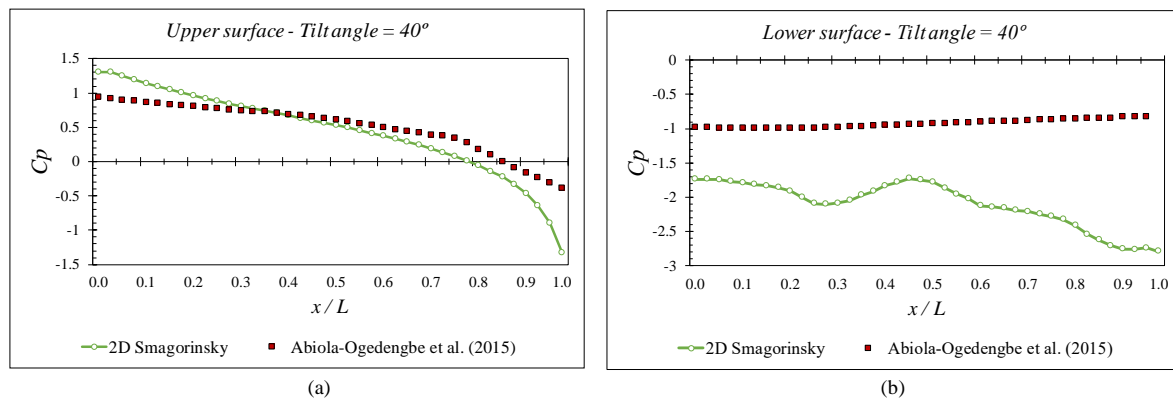 Upper surface - Tilt angle = 40º
1.5
1
0.5
0
-0.5
-1
-1.5
Cp
0.0 0.1 0.2 0.3 0.4 0.5 0.6 0.7 0.8 0.9 1.0
x / L
2D Smagorinsky Abiola-Ogedengbe et al. (2015)
(a)
Lower surface - Tilt angle = 40º
0
-0.5
-1
-1.5
-2
-2.5
-3
Cp
0.0 0.1 0.2 0.3 0.4 0.5 0.6 0.7 0.8 0.9 1.0
x / L
2D Smagorinsky Abiola-Ogedengbe et al. (2015)
(b)